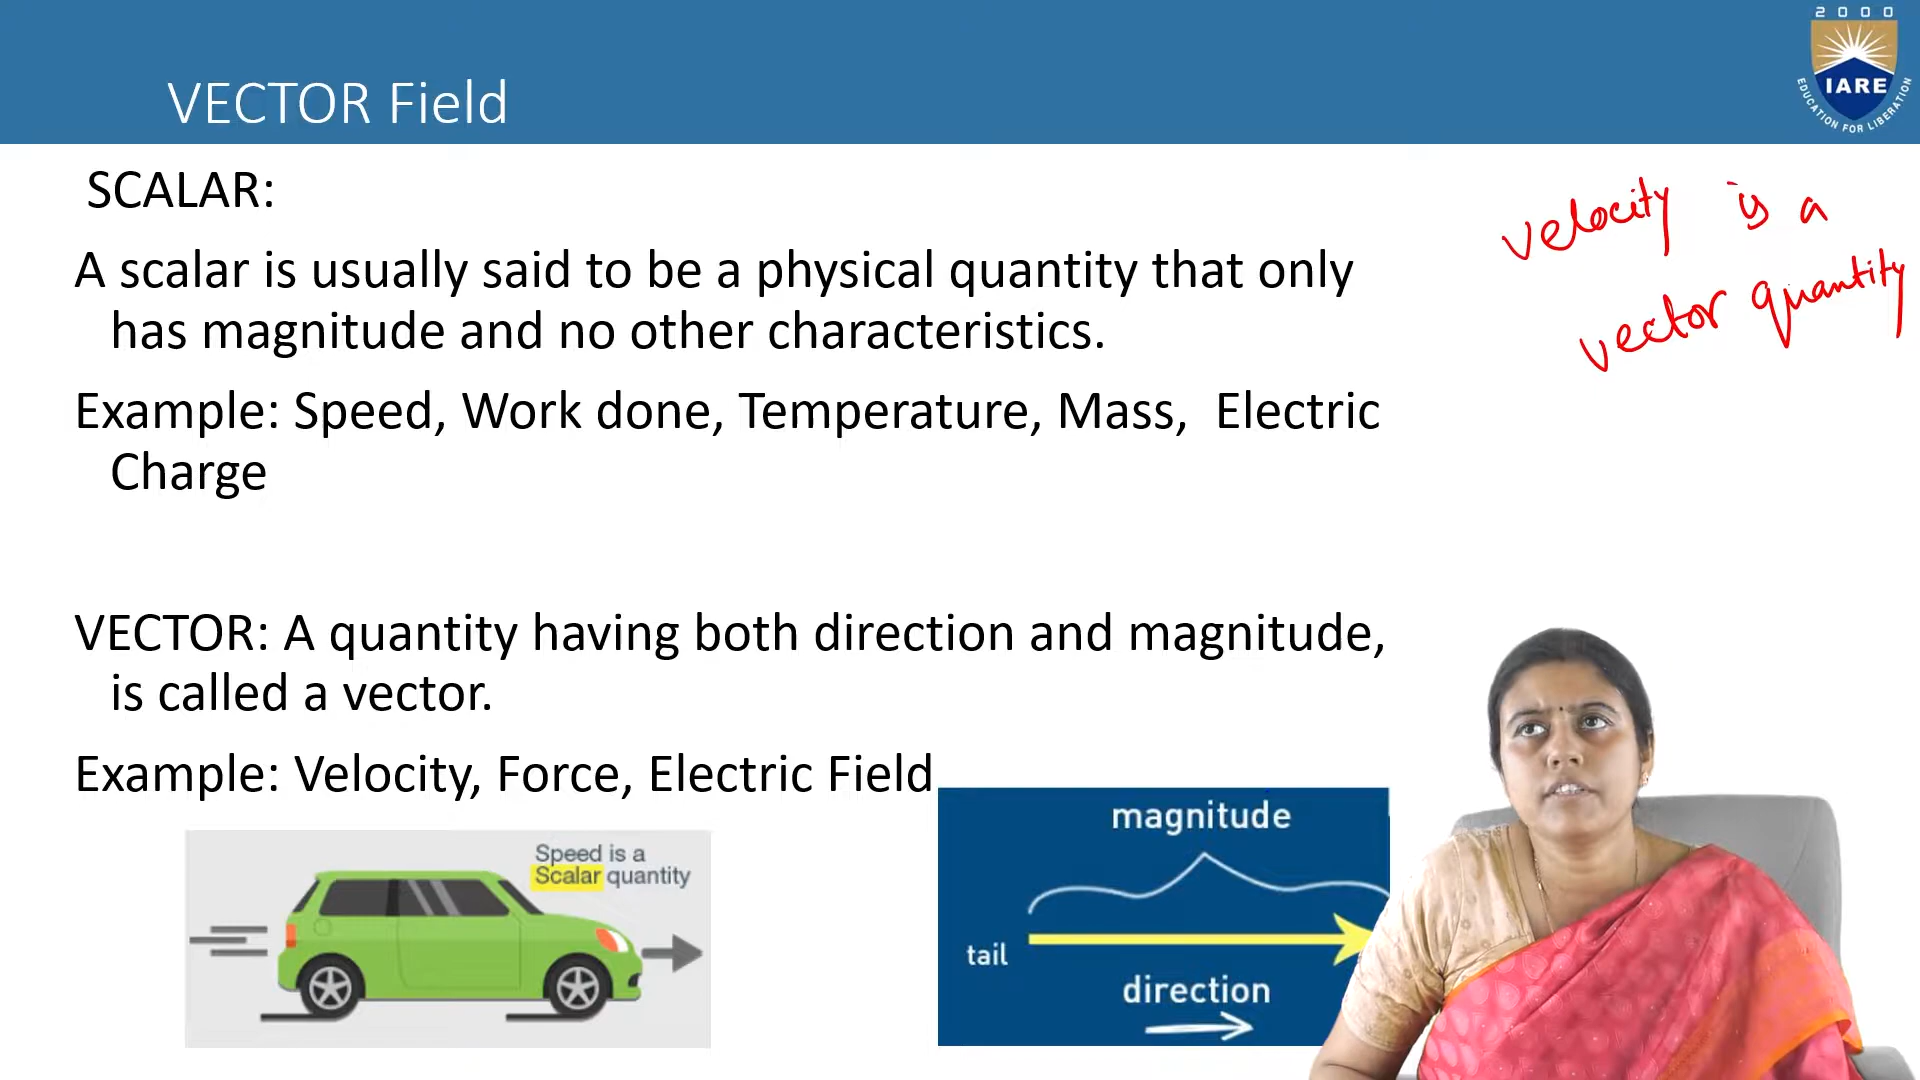 VECTOR Field
2000
IARE
EDUCATION FOR LIBERATION
SCALAR:
A scalar is usually said to be a physical quantity that only
has magnitude and no other characteristics.
Example: Speed, Work done, Temperature, Mass, Electric
Charge
velocity is a
vector quantity
VECTOR: A quantity having both direction and magnitude,
is called a vector.
Example: Velocity, Force, Electric Field
Speed is a
Scalar quantity
magnitude
tail
direction